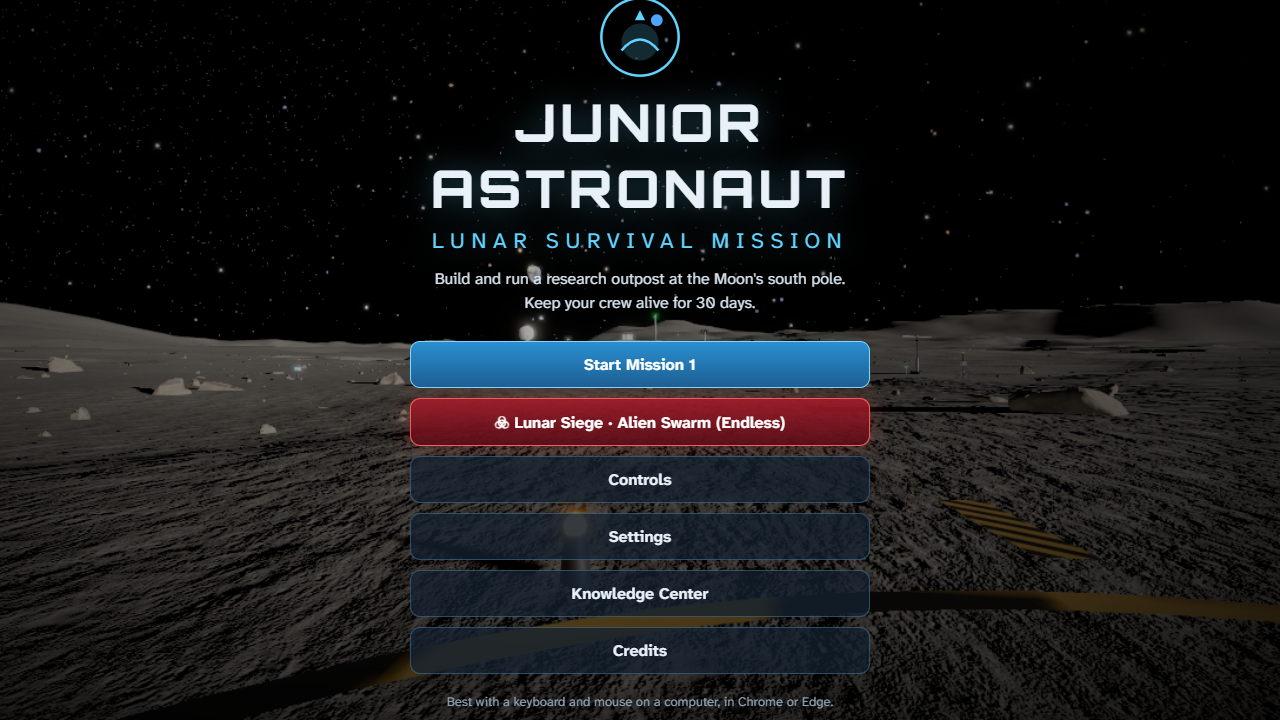 JUNIOR
ASTRONAUT
LUNAR SURVIVAL MISSION
Build and run a research outpost at the Moon's south pole.
Keep your crew alive for 30 days.
Start Mission 1
☣ Lunar Siege · Alien Swarm (Endless)
Controls
Settings
Knowledge Center
Credits
Best with a keyboard and mouse on a computer, in Chrome or Edge.